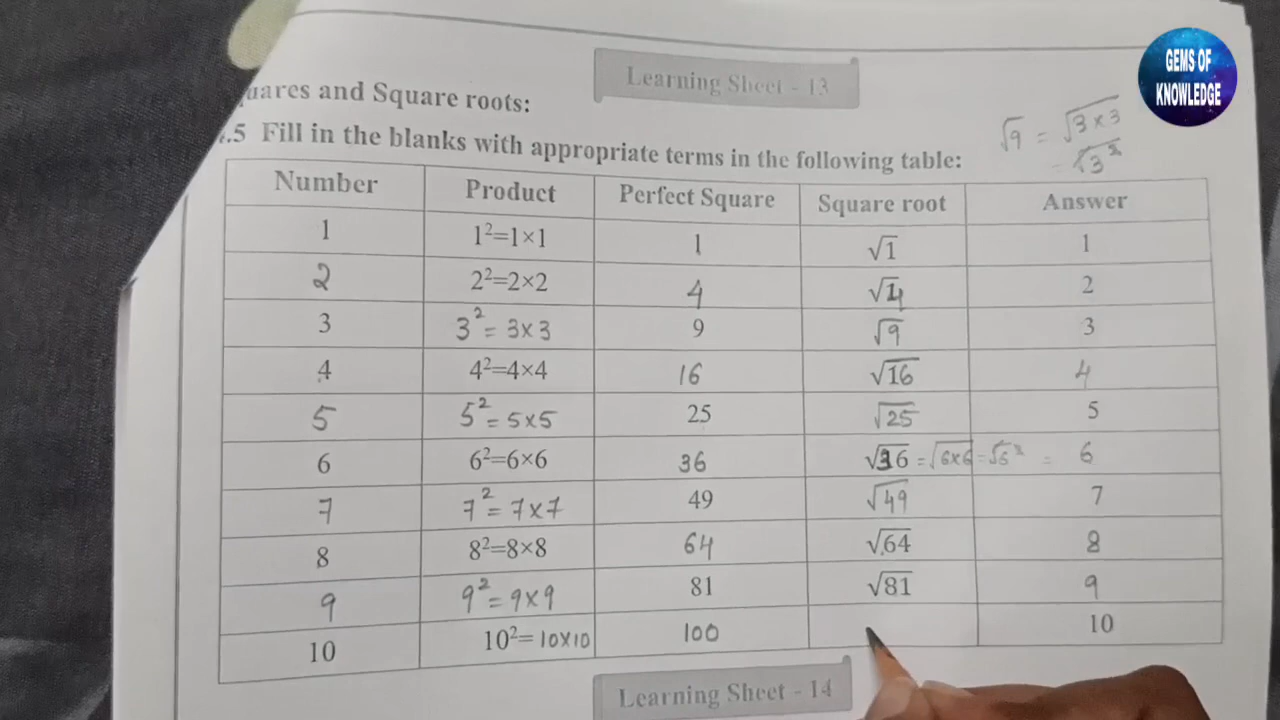 Learning Sheet - 13
GEMS OF
KNOWLEDGE
uares and Square roots:
√9 = √3×3
= √3²
.5 Fill in the blanks with appropriate terms in the following table:
Number Product Perfect Square Square root Answer
1 1²=1×1 1 √1 1
2 2²=2×2 4 √4 2
3 3²=3×3 9 √9 3
4 4²=4×4 16 √16 4
5 5²=5×5 25 √25 5
6 6²=6×6 36 √36 =√6×6 =√6² = 6
7 7²=7×7 49 √49 7
8 8²=8×8 64 √64 8
9 9²=9×9 81 √81 9
10 10²=10×10 100 10
Learning Sheet - 14